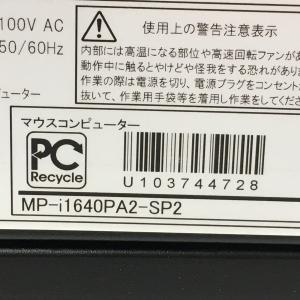 100V AC
50/60Hz
ピューター
使用上の警告注意表示
内部には高温になる部位や高速回転ファンがあ
動作中に触るとやけどや怪我をする恐れがあり
作業の際は電源を切り、電源プラグをコンセント
いて、作業用手袋等を着用し作業をしてくださ
マウスコンピューター
PC
Recycle
U103744728
MP-i1640PA2-SP2